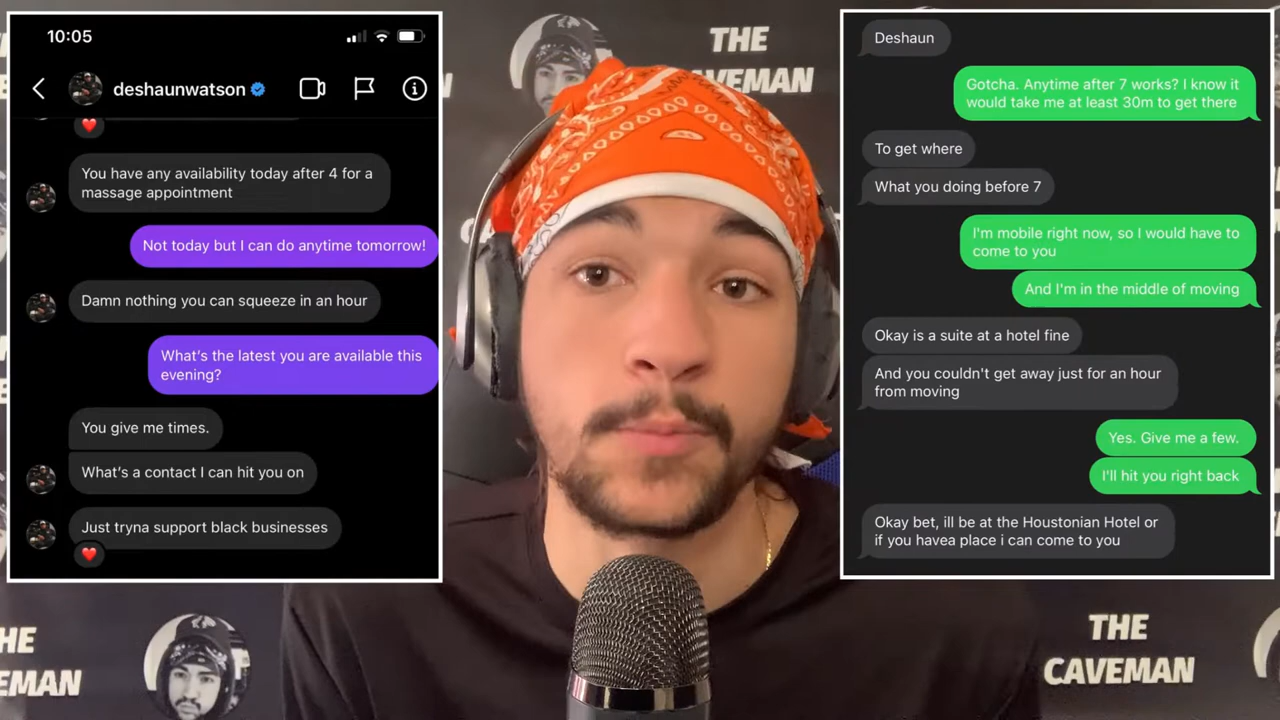 10:05
deshaunwatson
You have any availability today after 4 for a
massage appointment
Not today but I can do anytime tomorrow!
Damn nothing you can squeeze in an hour
What's the latest you are available this
evening?
You give me times.
What's a contact I can hit you on
Just tryna support black businesses
THE
CAVEMAN
Deshaun
Gotcha. Anytime after 7 works? I know it
would take me at least 30m to get there
To get where
What you doing before 7
I'm mobile right now, so I would have to
come to you
And I'm in the middle of moving
Okay is a suite at a hotel fine
And you couldn't get away just for an hour
from moving
Yes. Give me a few.
I'll hit you right back
Okay bet, ill be at the Houstonian Hotel or
if you havea place i can come to you
HE
EMAN
THE
CAVEMAN